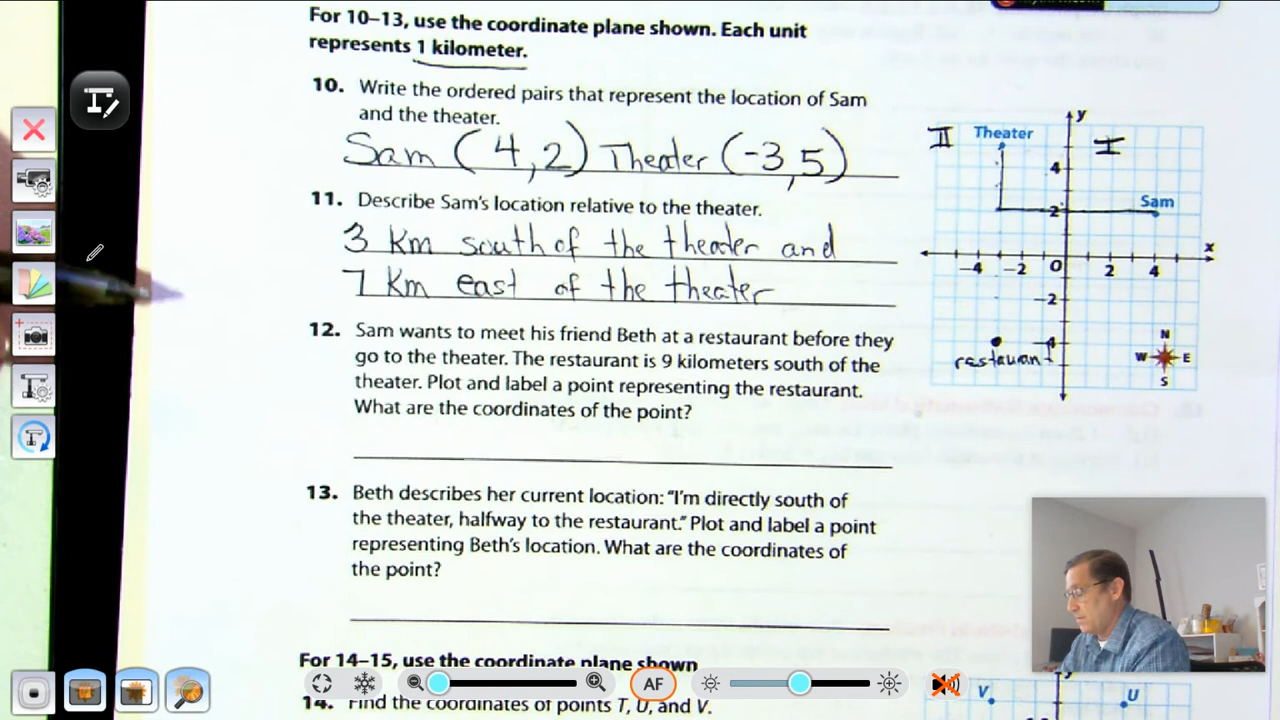 For 10–13, use the coordinate plane shown. Each unit
represents 1 kilometer.
10. Write the ordered pairs that represent the location of Sam
and the theater.
Sam (4,2) Theater (-3,5)
11. Describe Sam's location relative to the theater.
3 Km south of the theater and
7 Km east of the theater
12. Sam wants to meet his friend Beth at a restaurant before they
go to the theater. The restaurant is 9 kilometers south of the
theater. Plot and label a point representing the restaurant.
What are the coordinates of the point?
13. Beth describes her current location: “I'm directly south of
the theater, halfway to the restaurant.” Plot and label a point
representing Beth's location. What are the coordinates of
the point?
For 14–15, use the coordinate plane shown
14. Find the coordinates of points T, U, and V.
y
II Theater I
4
2 Sam
x
-4 -2 O 2 4
-2
-4
restauran
N
W E
S
AF
y
V U